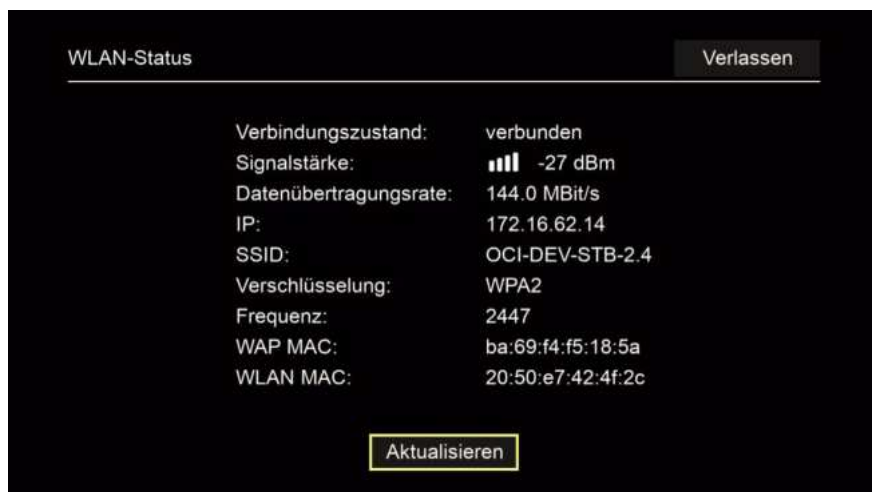 WLAN-Status
Verlassen
Verbindungszustand: verbunden
Signalstärke: -27 dBm
Datenübertragungsrate: 144.0 MBit/s
IP: 172.16.62.14
SSID: OCI-DEV-STB-2.4
Verschlüsselung: WPA2
Frequenz: 2447
WAP MAC: ba:69:f4:f5:18:5a
WLAN MAC: 20:50:e7:42:4f:2c
Aktualisieren